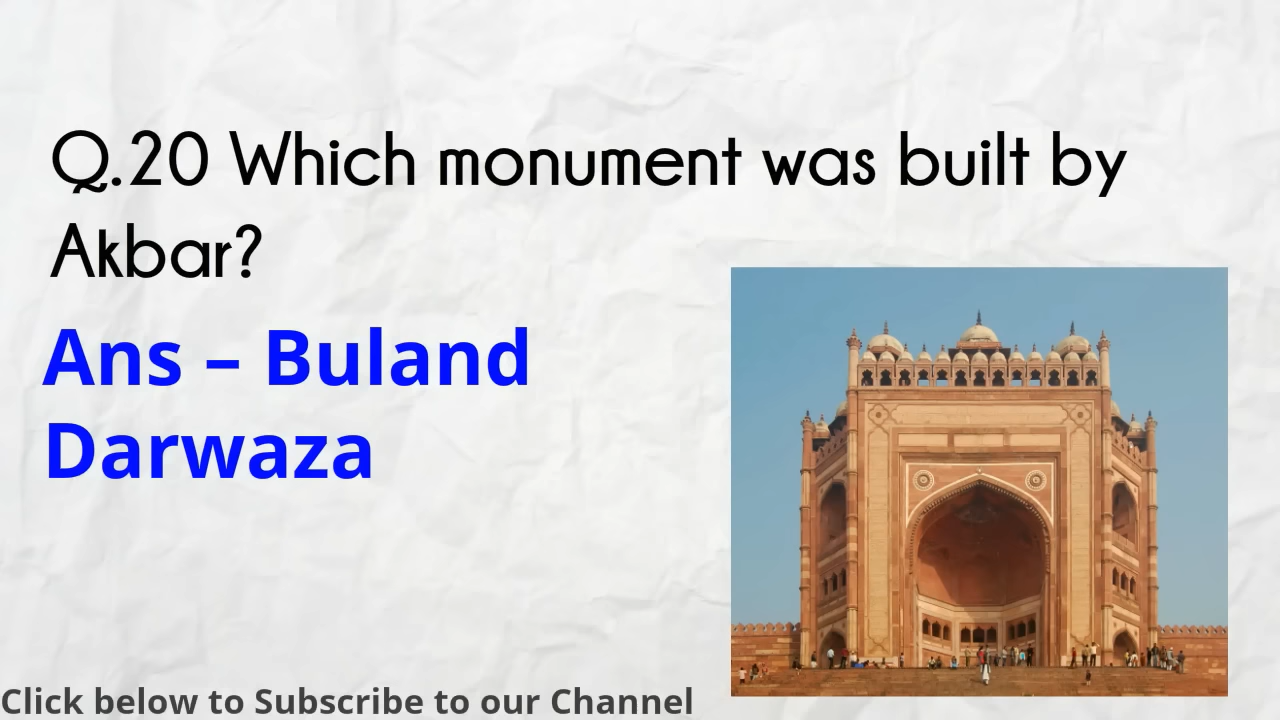 Q.20 Which monument was built by
Akbar?
Ans – Buland
Darwaza
Click below to Subscribe to our Channel